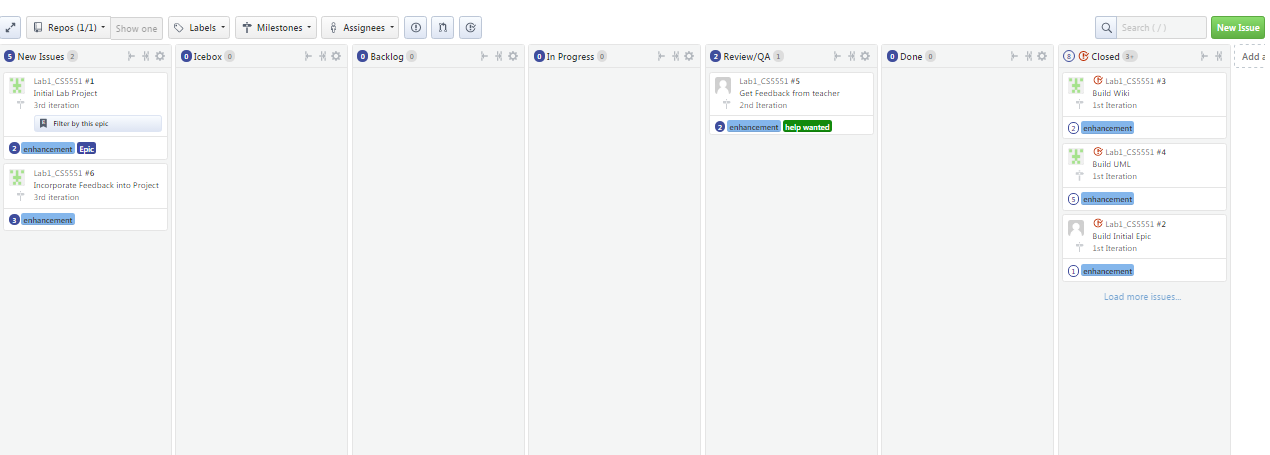 Repos (1/1) Show one Labels Milestones Assignees Search ( / ) New Issue
5 New Issues 2
Lab1_CS5551 #1
Initial Lab Project
3rd iteration
Filter by this epic
2 enhancement Epic
Lab1_CS5551 #6
Incorporate Feedback into Project
3rd iteration
3 enhancement
0 Icebox 0
0 Backlog 0
0 In Progress 0
2 Review/QA 1
Lab1_CS5551 #5
Get Feedback from teacher
2nd Iteration
2 enhancement help wanted
0 Done 0
8 Closed 3+
Lab1_CS5551 #3
Build Wiki
1st Iteration
2 enhancement
Lab1_CS5551 #4
Build UML
1st Iteration
5 enhancement
Lab1_CS5551 #2
Build Initial Epic
1st Iteration
1 enhancement
Load more issues...
Add a